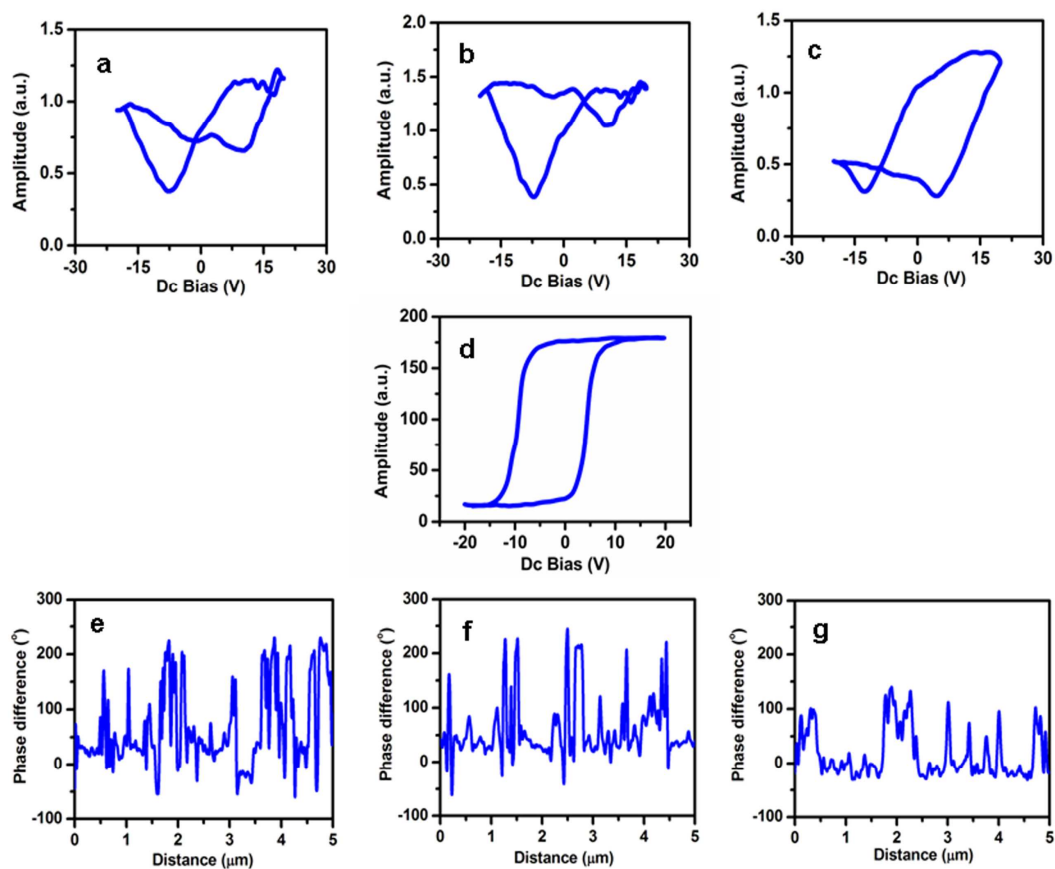 a
Amplitude (a.u.)
1.5
1.0
0.5
0.0
-30 -15 0 15 30
Dc Bias (V)
b
Amplitude (a.u.)
2.0
1.5
1.0
0.5
0.0
-30 -15 0 15 30
Dc Bias (V)
c
Amplitude (a.u.)
1.5
1.0
0.5
0.0
-30 -15 0 15 30
Dc Bias (V)
d
Amplitude (a.u.)
200
150
100
50
0
-20 -10 0 10 20
Dc Bias (V)
e
Phase difference (°)
300
200
100
0
-100
0 1 2 3 4 5
Distance (μm)
f
Phase difference (°)
300
200
100
0
-100
0 1 2 3 4 5
Distance (μm)
g
Phase difference (°)
300
200
100
0
-100
0 1 2 3 4 5
Distance (μm)